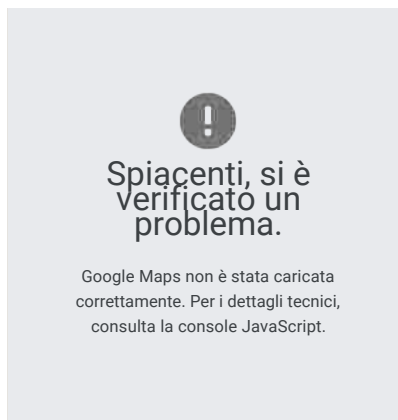 Spiacenti, si è
verificato un
problema.
Google Maps non è stata caricata
correttamente. Per i dettagli tecnici,
consulta la console JavaScript.